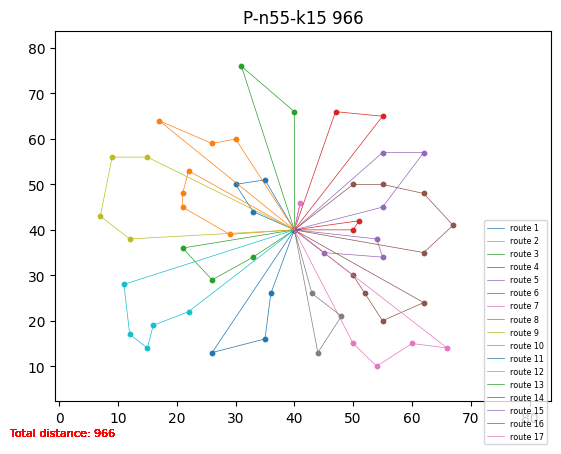 P-n55-k15 966
80
70
60
50
40
30
20
10
0 10 20 30 40 50 60 70 80
route 1
route 2
route 3
route 4
route 5
route 6
route 7
route 8
route 9
route 10
route 11
route 12
route 13
route 14
route 15
route 16
route 17
Total distance: 966